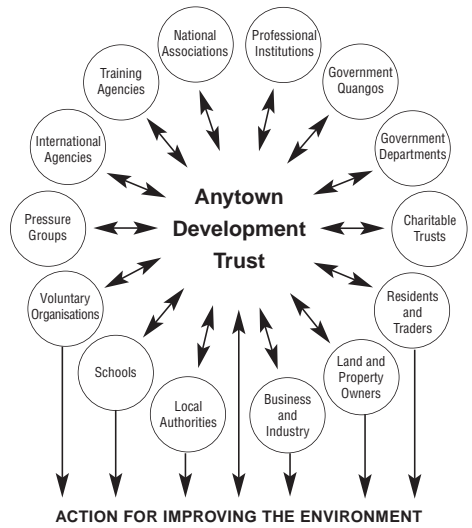 National
Associations
Professional
Institutions
Training
Agencies
Government
Quangos
International
Agencies
Government
Departments
Anytown
Development
Trust
Pressure
Groups
Charitable
Trusts
Voluntary
Organisations
Residents
and
Traders
Schools
Land and
Property
Owners
Local
Authorities
Business
and
Industry
ACTION FOR IMPROVING THE ENVIRONMENT